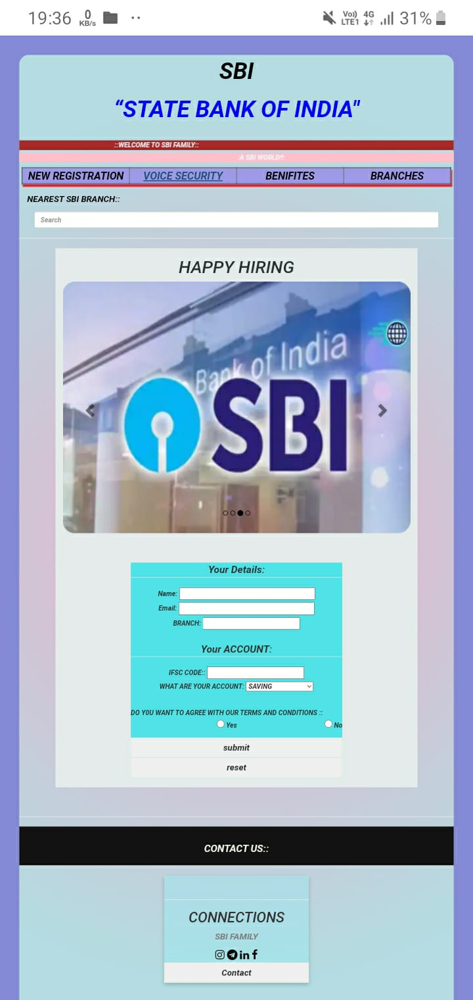 19:36 0 KB/s Vo)) LTE1 4G 31%
SBI
“STATE BANK OF INDIA"
::WELCOME TO SBI FAMILY::
:A SBI WORLD!!:
NEW REGISTRATION VOICE SECURITY BENIFITES BRANCHES
NEAREST SBI BRANCH::
Search
HAPPY HIRING
Bank of India
SBI
Your Details:
Name:
Email:
BRANCH:
Your ACCOUNT:
IFSC CODE::
WHAT ARE YOUR ACCOUNT: SAVING
DO Y0U WANT TO AGREE WITH OUR TERMS AND CONDITIONS ::
Yes No
submit
reset
CONTACT US::
CONNECTIONS
SBI FAMILY
Contact